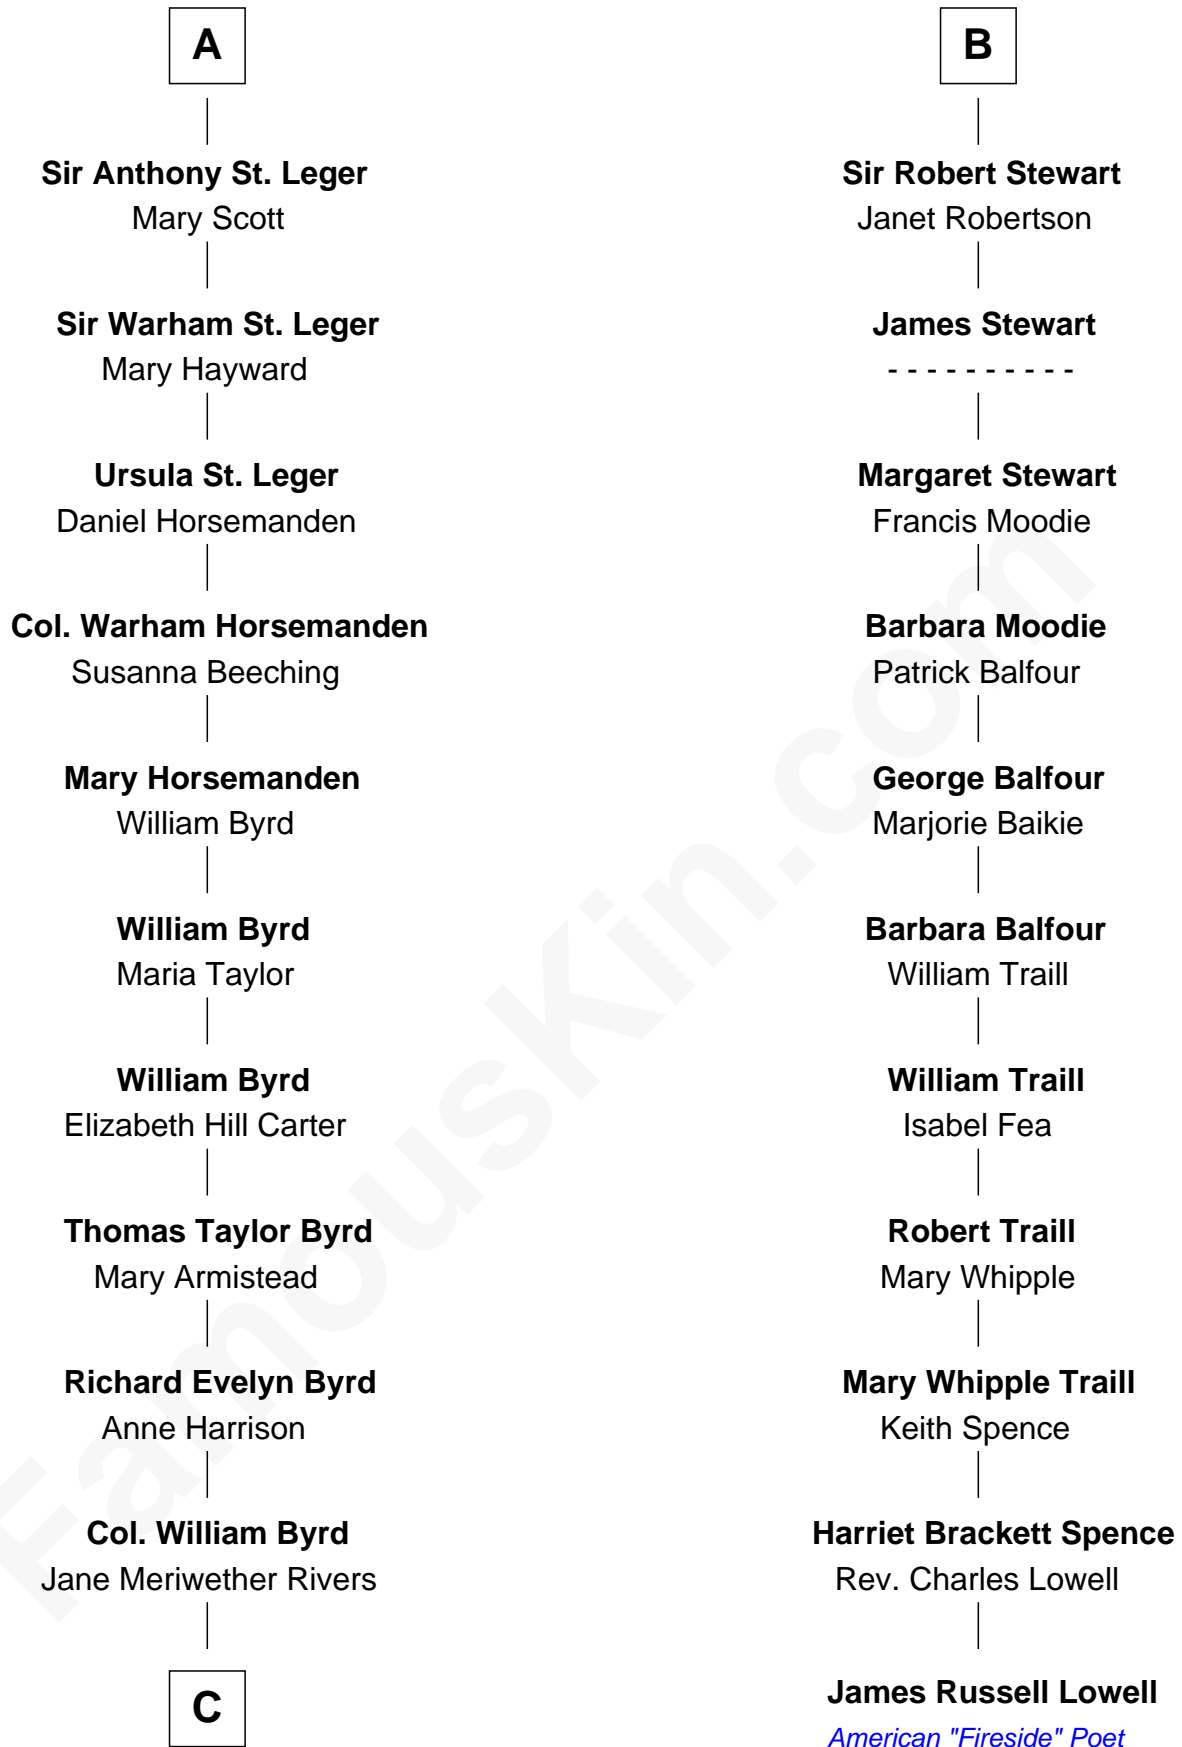 A
Sir Anthony St. Leger
Mary Scott
Sir Warham St. Leger
Mary Hayward
Ursula St. Leger
Daniel Horsemanden
Col. Warham Horsemanden
Susanna Beeching
Mary Horsemanden
William Byrd
William Byrd
Maria Taylor
William Byrd
Elizabeth Hill Carter
Thomas Taylor Byrd
Mary Armistead
Richard Evelyn Byrd
Anne Harrison
Col. William Byrd
Jane Meriwether Rivers
C
B
Sir Robert Stewart
Janet Robertson
James Stewart
- - - - - - - - - -
Margaret Stewart
Francis Moodie
Barbara Moodie
Patrick Balfour
George Balfour
Marjorie Baikie
Barbara Balfour
William Traill
William Traill
Isabel Fea
Robert Traill
Mary Whipple
Mary Whipple Traill
Keith Spence
Harriet Brackett Spence
Rev. Charles Lowell
James Russell Lowell
American "Fireside" Poet
FamousKin.com